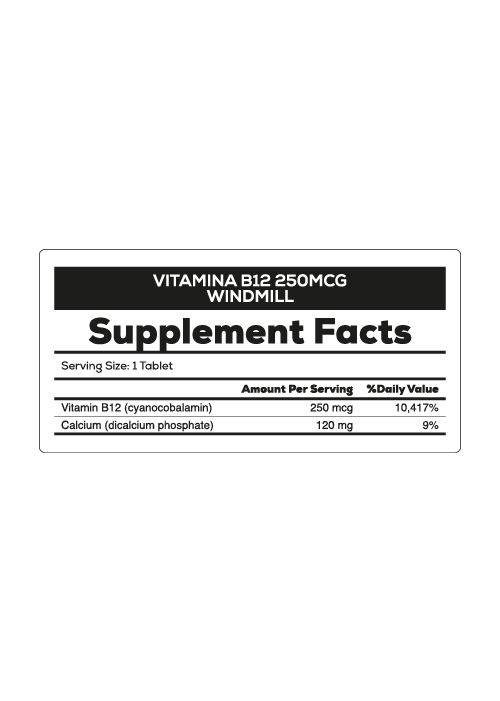 VITAMINA B12 250MCG
WINDMILL
Supplement Facts
Serving Size: 1 Tablet
Amount Per Serving %Daily Value
Vitamin B12 (cyanocobalamin) 250 mcg 10,417%
Calcium (dicalcium phosphate) 120 mg 9%